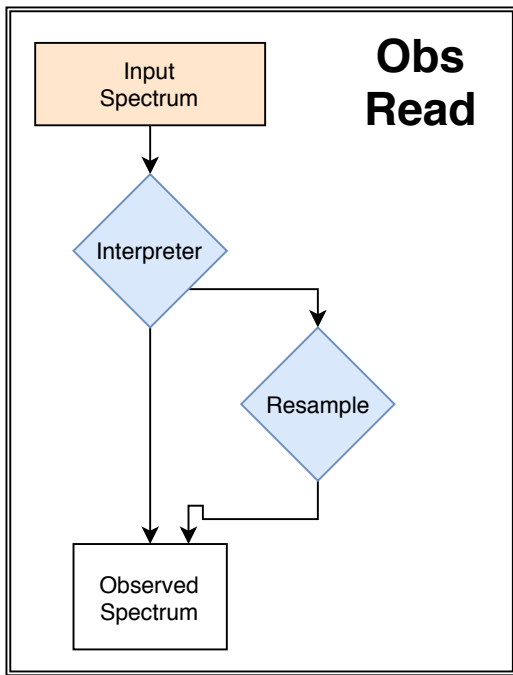 Obs
Read
Input
Spectrum
Interpreter
Resample
Observed
Spectrum